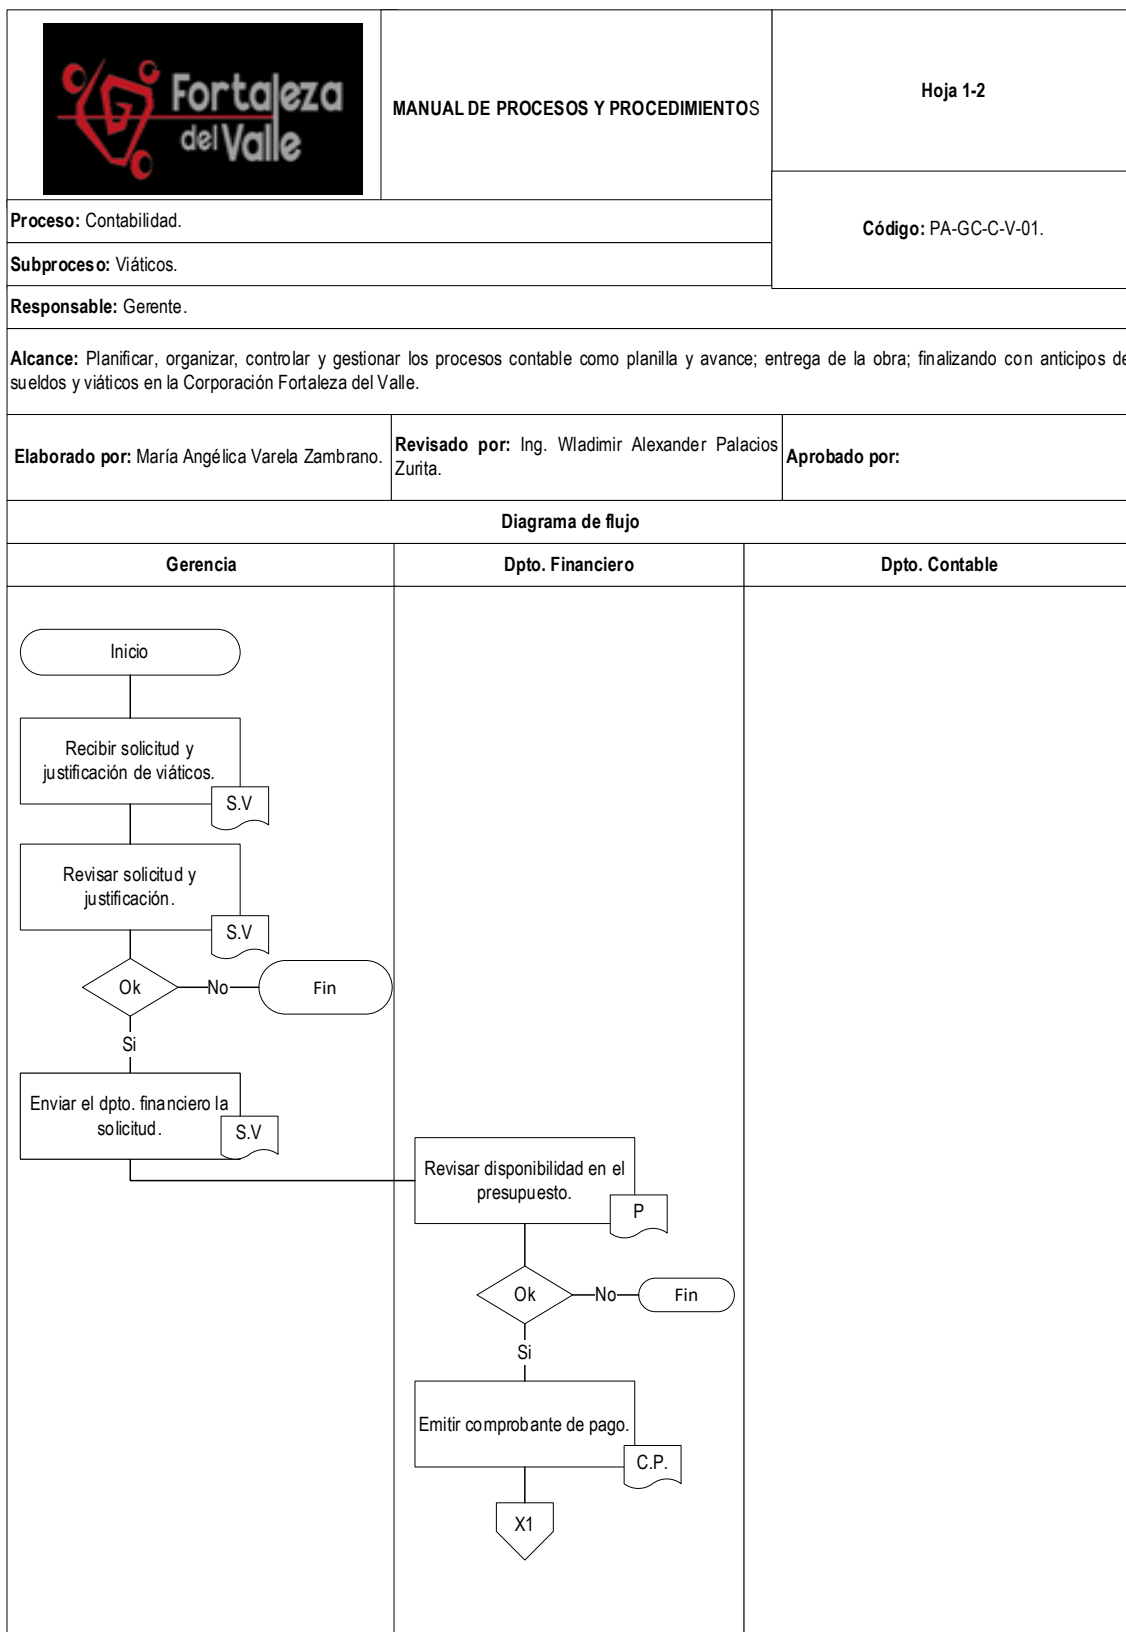 Fortaleza
del Valle
MANUAL DE PROCESOS Y PROCEDIMIENTOS
Hoja 1-2
Proceso: Contabilidad.
Código: PA-GC-C-V-01.
Subproceso: Viáticos.
Responsable: Gerente.
Alcance: Planificar, organizar, controlar y gestionar los procesos contable como planilla y avance; entrega de la obra; finalizando con anticipos de
sueldos y viáticos en la Corporación Fortaleza del Valle.
Elaborado por: María Angélica Varela Zambrano.
Revisado por: Ing. Wladimir Alexander Palacios
Zurita.
Aprobado por:
Diagrama de flujo
Gerencia
Dpto. Financiero
Dpto. Contable
Inicio
Recibir solicitud y
justificación de viáticos.
S.V
Revisar solicitud y
justificación.
S.V
Ok
No
Fin
Si
Enviar el dpto. financiero la
solicitud.
S.V
Revisar disponibilidad en el
presupuesto.
P
Ok
No
Fin
Si
Emitir comprobante de pago.
C.P.
X1